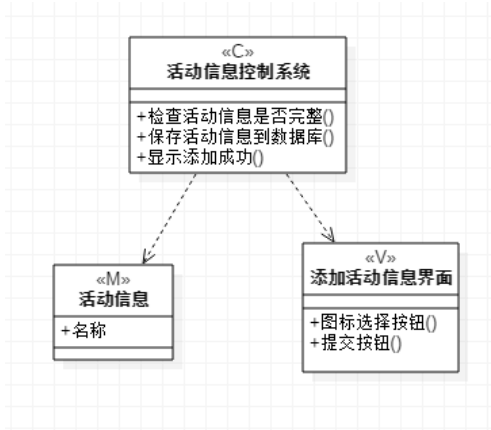 «C»
活动信息控制系统
+检查活动信息是否完整()
+保存活动信息到数据库()
+显示添加成功()
«M»
活动信息
+名称
«V»
添加活动信息界面
+图标选择按钮()
+提交按钮()